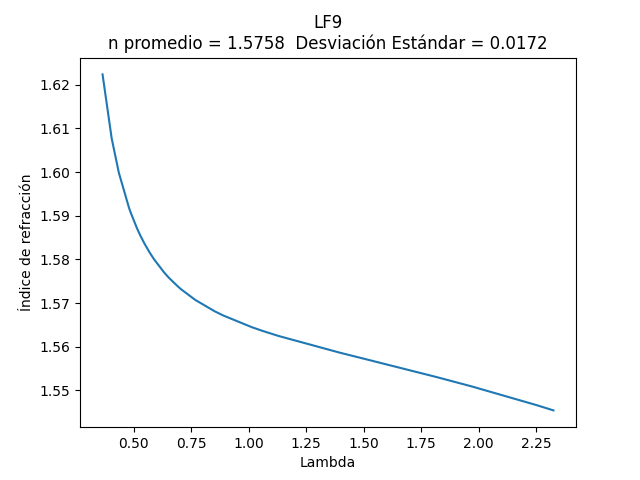 LF9
n promedio = 1.5758 Desviación Estándar = 0.0172
1.62
1.61
1.60
1.59
1.58
1.57
1.56
1.55
Índice de refracción
0.50 0.75 1.00 1.25 1.50 1.75 2.00 2.25
Lambda